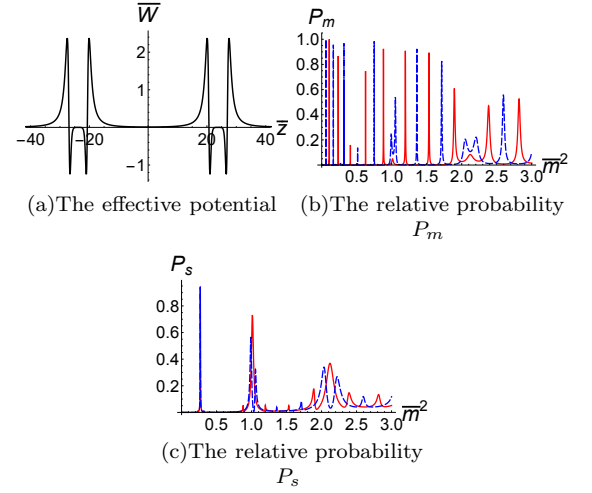 W
2
1
−40 −20 20 40 z
−1
(a)The effective potential
P_m
1.0
0.8
0.6
0.4
0.2
0.5 1.0 1.5 2.0 2.5 3.0 m²
(b)The relative probability
P_m
P_s
0.8
0.6
0.4
0.2
0.5 1.0 1.5 2.0 2.5 3.0 m²
(c)The relative probability
P_s